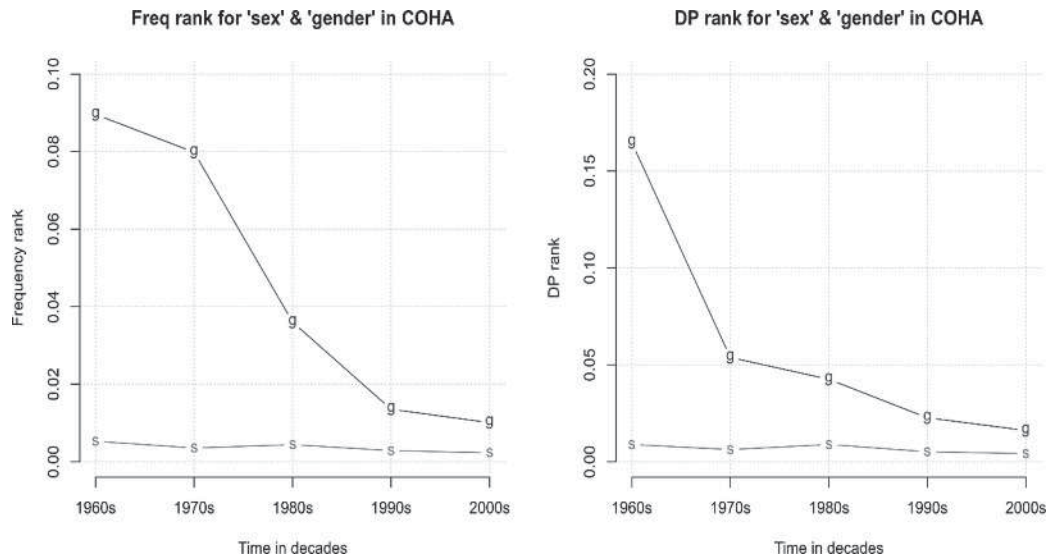 Freq rank for 'sex' & 'gender' in COHA
Frequency rank
0.10
0.08
0.06
0.04
0.02
0.00
g
g
g
g
g
s
s
s
s
s
1960s 1970s 1980s 1990s 2000s
Time in decades
DP rank for 'sex' & 'gender' in COHA
DP rank
0.20
0.15
0.10
0.05
0.00
g
g
g
g
g
s
s
s
s
s
1960s 1970s 1980s 1990s 2000s
Time in decades